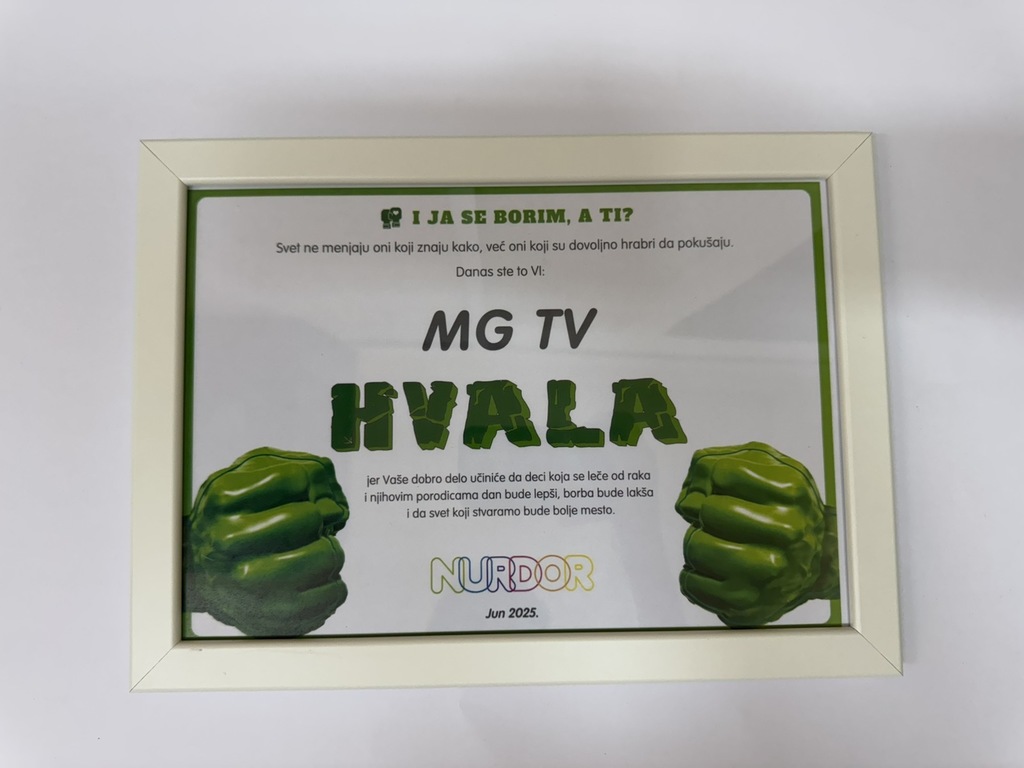 I JA SE BORIM, A TI?
Svet ne menjaju oni koji znaju kako, već oni koji su dovoljno hrabri da pokušaju.
Danas ste to VI:
MG TV
HVALA
jer Vaše dobro delo učiniće da deci koja se leče od raka
i njihovim porodicama dan bude lepši, borba bude lakša
i da svet koji stvaramo bude bolje mesto.
NURDOR
Jun 2025.